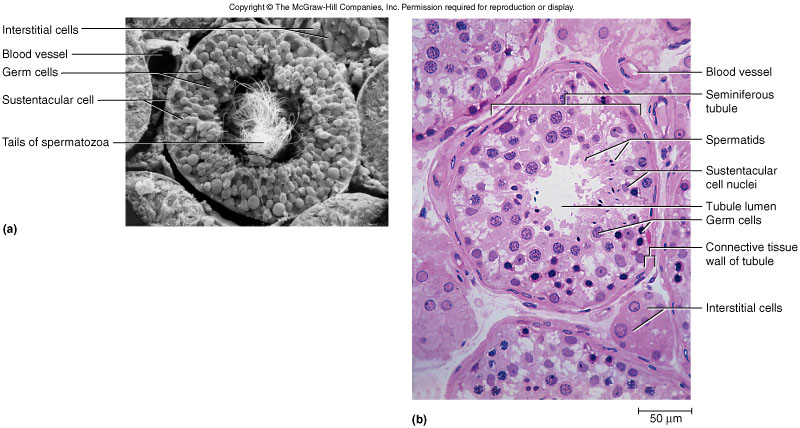 Copyright © The McGraw-Hill Companies, Inc. Permission required for reproduction or display.
Interstitial cells
Blood vessel
Germ cells
Sustentacular cell
Tails of spermatozoa
(a)
Blood vessel
Seminiferous
tubule
Spermatids
Sustentacular
cell nuclei
Tubule lumen
Germ cells
Connective tissue
wall of tubule
Interstitial cells
(b)
50 μm